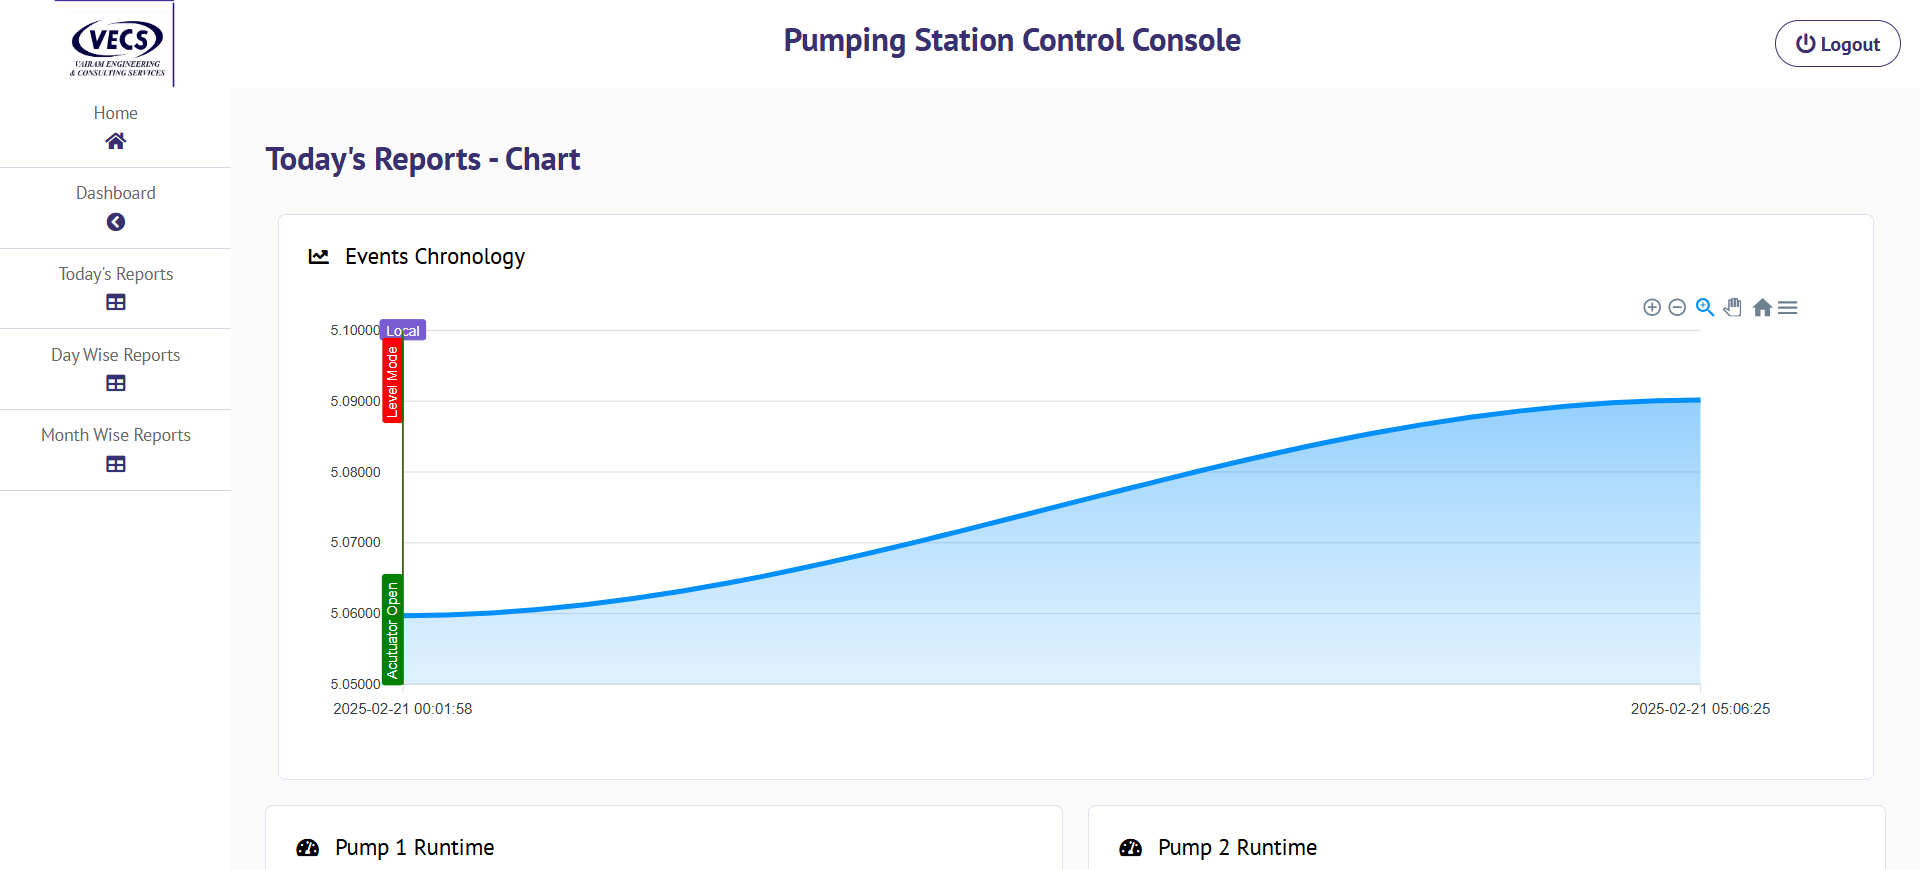 VECS
VAIRAM ENGINEERING
& CONSULTING SERVICES
Pumping Station Control Console
Logout
Home
Dashboard
Today's Reports
Day Wise Reports
Month Wise Reports
Today's Reports - Chart
Events Chronology
5.10000
5.09000
5.08000
5.07000
5.06000
5.05000
Local
Level Mode
Acutuator Open
2025-02-21 00:01:58
2025-02-21 05:06:25
Pump 1 Runtime
Pump 2 Runtime